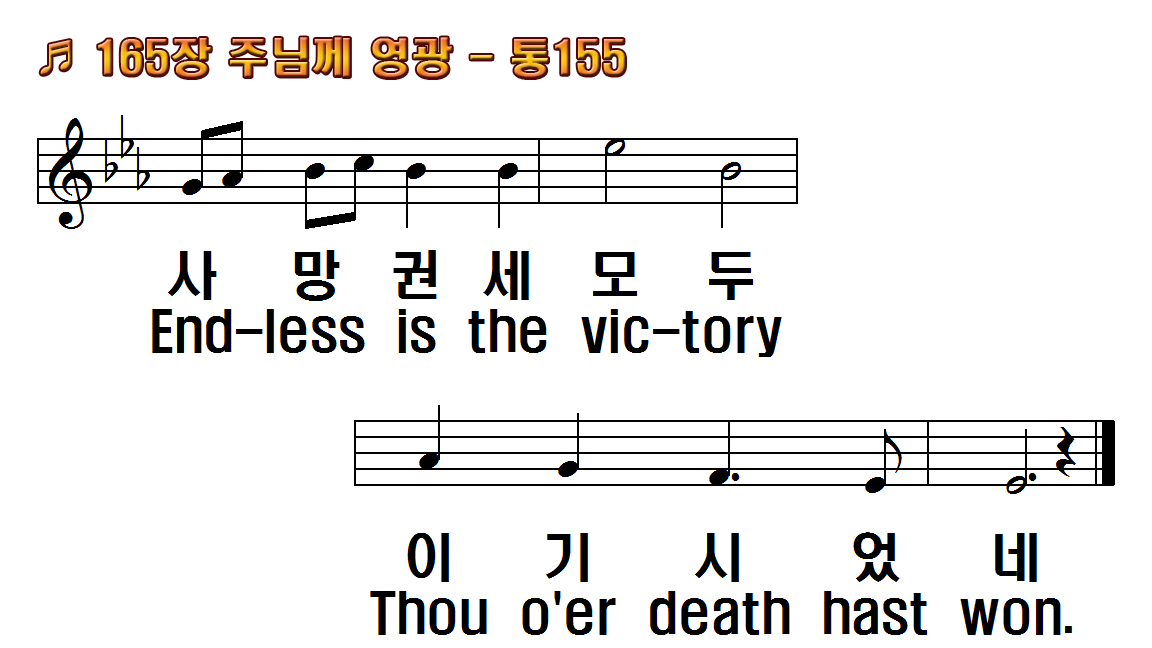 165장 주님께 영광 - 통155
사 망 권 세 모 두
End-less is the vic-tory
이 기 시 었 네
Thou o'er death hast won.